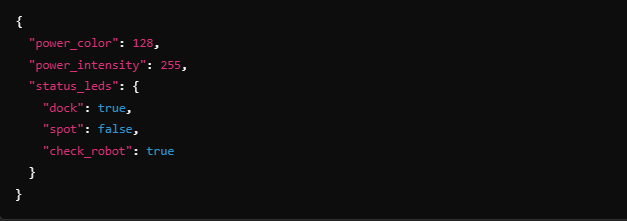 {
  "power_color": 128,
  "power_intensity": 255,
  "status_leds": {
    "dock": true,
    "spot": false,
    "check_robot": true
  }
}